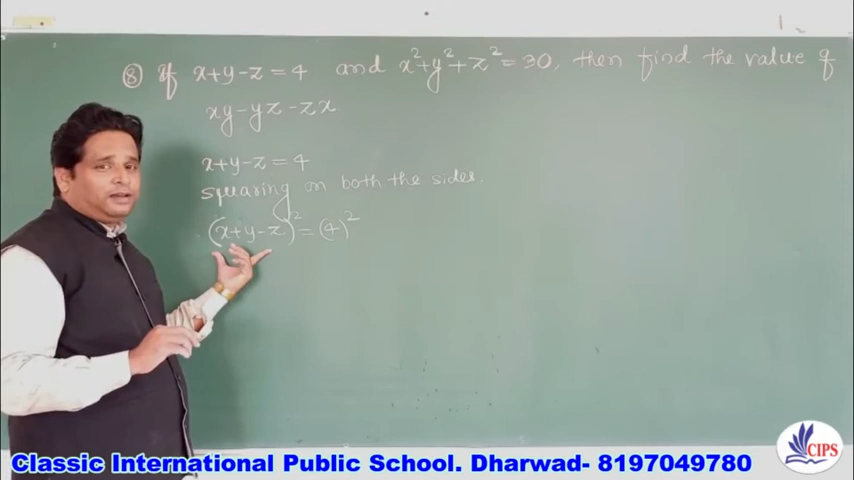 ⑧ If x+y-z=4 and x²+y²+z²=30, then find the value of
xy-yz-zx
x+y-z=4
squaring on both the sides.
(x+y-z)²=(4)²
CIPS
Classic International Public School. Dharwad- 8197049780